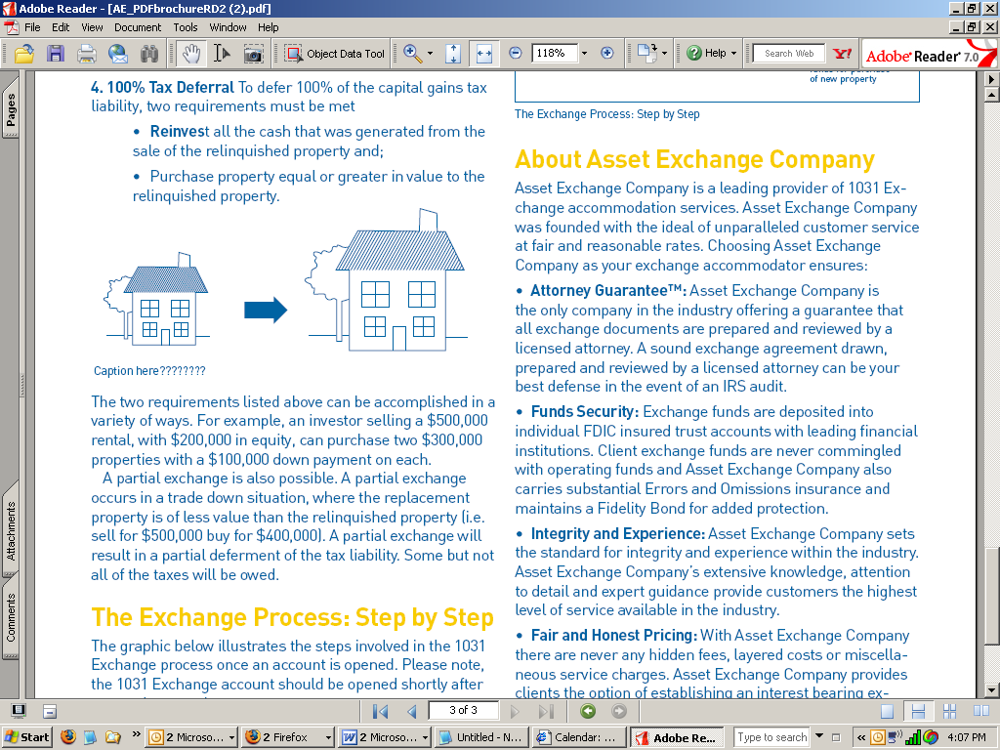 Adobe Reader - [AE_PDFbrochureRD2 (2).pdf]
File Edit View Document Tools Window Help
Object Data Tool
118%
Help
Search Web
Y!
Adobe® Reader® 7.0
Pages
Attachments
Comments
4. 100% Tax Deferral To defer 100% of the capital gains tax
liability, two requirements must be met
• Reinvest all the cash that was generated from the
sale of the relinquished property and;
• Purchase property equal or greater in value to the
relinquished property.
Caption here????????
The two requirements listed above can be accomplished in a
variety of ways. For example, an investor selling a $500,000
rental, with $200,000 in equity, can purchase two $300,000
properties with a $100,000 down payment on each.
A partial exchange is also possible. A partial exchange
occurs in a trade down situation, where the replacement
property is of less value than the relinquished property (i.e.
sell for $500,000 buy for $400,000). A partial exchange will
result in a partial deferment of the tax liability. Some but not
all of the taxes will be owed.
The Exchange Process: Step by Step
The graphic below illustrates the steps involved in the 1031
Exchange process once an account is opened. Please note,
the 1031 Exchange account should be opened shortly after
of new property
The Exchange Process: Step by Step
About Asset Exchange Company
Asset Exchange Company is a leading provider of 1031 Ex-
change accommodation services. Asset Exchange Company
was founded with the ideal of unparalleled customer service
at fair and reasonable rates. Choosing Asset Exchange
Company as your exchange accommodator ensures:
• Attorney Guarantee™: Asset Exchange Company is
the only company in the industry offering a guarantee that
all exchange documents are prepared and reviewed by a
licensed attorney. A sound exchange agreement drawn,
prepared and reviewed by a licensed attorney can be your
best defense in the event of an IRS audit.
• Funds Security: Exchange funds are deposited into
individual FDIC insured trust accounts with leading financial
institutions. Client exchange funds are never commingled
with operating funds and Asset Exchange Company also
carries substantial Errors and Omissions insurance and
maintains a Fidelity Bond for added protection.
• Integrity and Experience: Asset Exchange Company sets
the standard for integrity and experience within the industry.
Asset Exchange Company's extensive knowledge, attention
to detail and expert guidance provide customers the highest
level of service available in the industry.
• Fair and Honest Pricing: With Asset Exchange Company
there are never any hidden fees, layered costs or miscella-
neous service charges. Asset Exchange Company provides
clients the option of establishing an interest bearing ex-
3 of 3
Start
2 Microso...
2 Firefox
2 Microso...
Untitled - N...
Calendar: ...
Adobe Re...
Type to search
4:07 PM